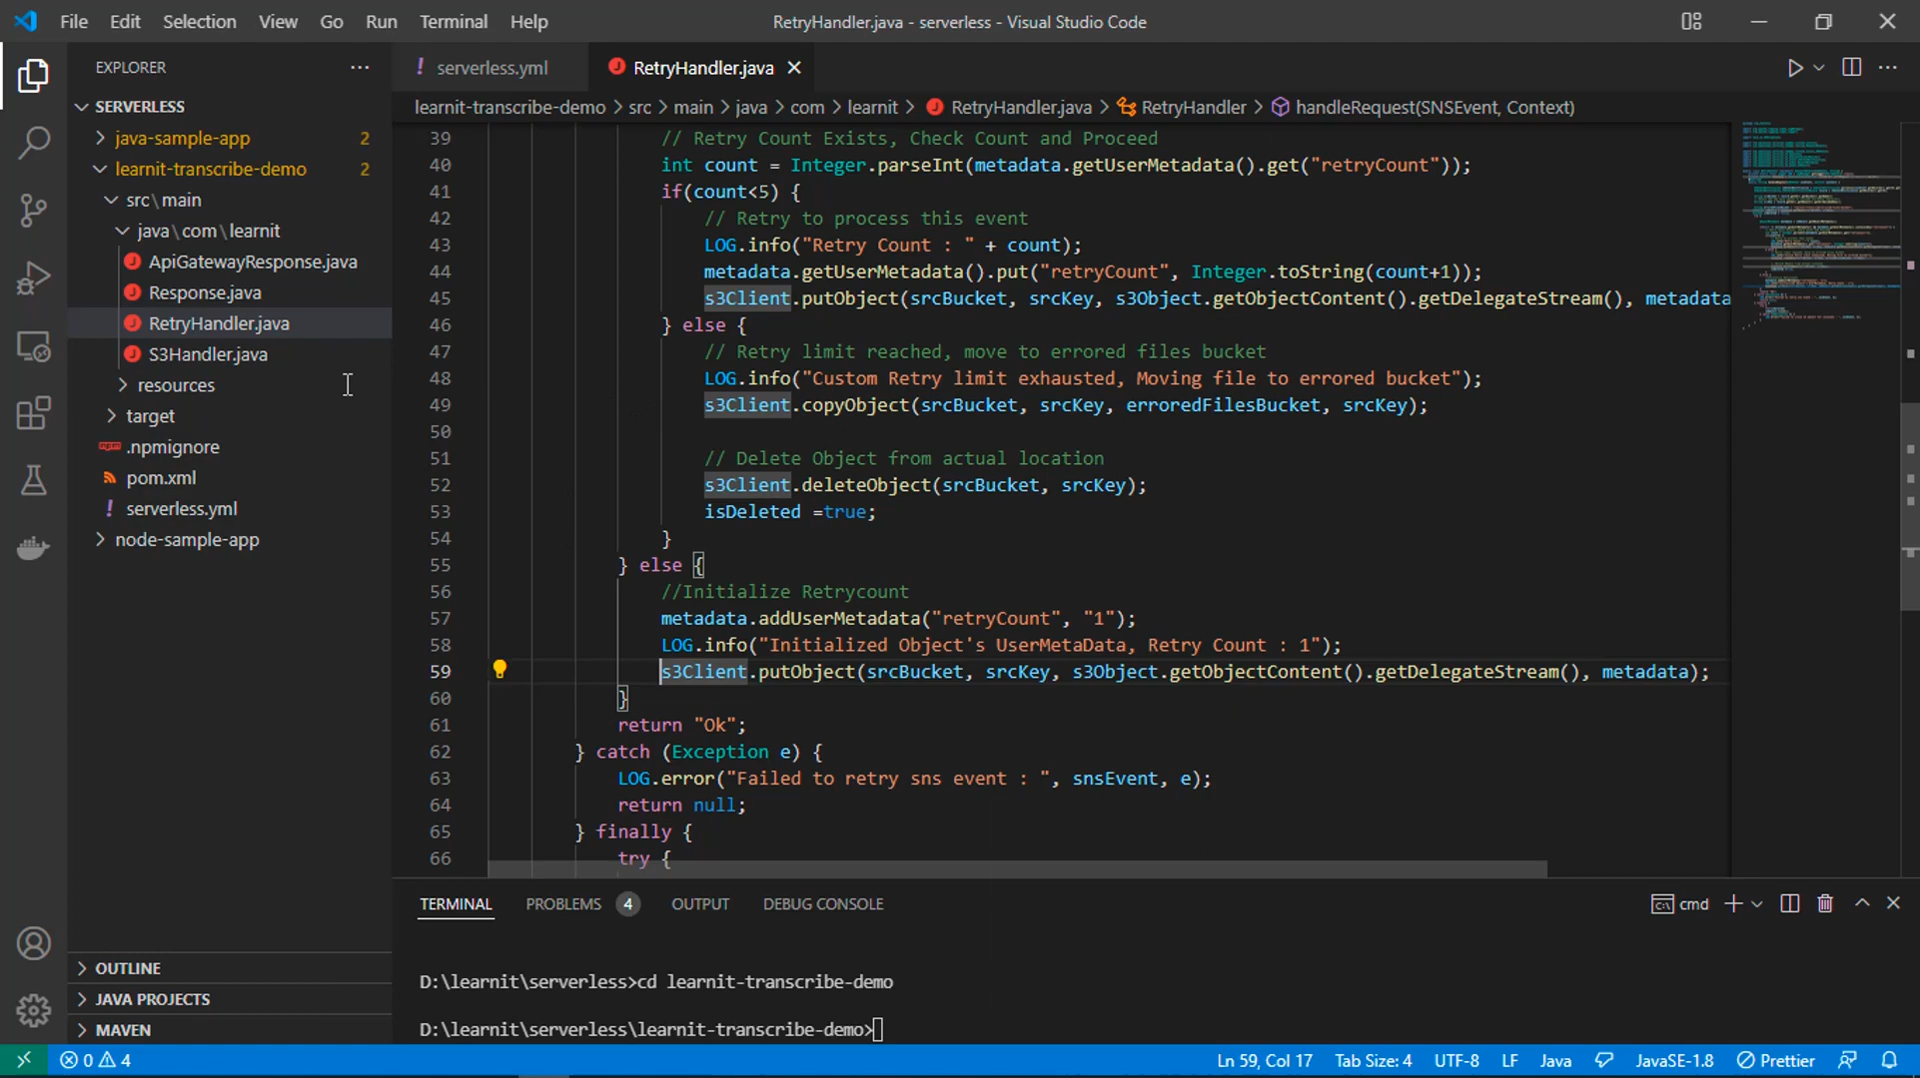 File Edit Selection View Go Run Terminal Help
RetryHandler.java - serverless - Visual Studio Code
EXPLORER
SERVERLESS
java-sample-app 2
learnit-transcribe-demo 2
src\main
java\com\learnit
ApiGatewayResponse.java
Response.java
RetryHandler.java
S3Handler.java
resources
target
.npmignore
pom.xml
serverless.yml
node-sample-app
OUTLINE
JAVA PROJECTS
MAVEN
serverless.yml RetryHandler.java
learnit-transcribe-demo > src > main > java > com > learnit > RetryHandler.java > RetryHandler > handleRequest(SNSEvent, Context)
39 // Retry Count Exists, Check Count and Proceed
40 int count = Integer.parseInt(metadata.getUserMetadata().get("retryCount"));
41 if(count<5) {
42 // Retry to process this event
43 LOG.info("Retry Count : " + count);
44 metadata.getUserMetadata().put("retryCount", Integer.toString(count+1));
45 s3Client.putObject(srcBucket, srcKey, s3Object.getObjectContent().getDelegateStream(), metadata
46 } else {
47 // Retry limit reached, move to errored files bucket
48 LOG.info("Custom Retry limit exhausted, Moving file to errored bucket");
49 s3Client.copyObject(srcBucket, srcKey, erroredFilesBucket, srcKey);
50
51 // Delete Object from actual location
52 s3Client.deleteObject(srcBucket, srcKey);
53 isDeleted =true;
54 }
55 } else {
56 //Initialize Retrycount
57 metadata.addUserMetadata("retryCount", "1");
58 LOG.info("Initialized Object's UserMetaData, Retry Count : 1");
59 s3Client.putObject(srcBucket, srcKey, s3Object.getObjectContent().getDelegateStream(), metadata);
60 }
61 return "Ok";
62 } catch (Exception e) {
63 LOG.error("Failed to retry sns event : ", snsEvent, e);
64 return null;
65 } finally {
66 try {
TERMINAL PROBLEMS 4 OUTPUT DEBUG CONSOLE
cmd
D:\learnit\serverless>cd learnit-transcribe-demo
D:\learnit\serverless\learnit-transcribe-demo>
0 4
Ln 59, Col 17 Tab Size: 4 UTF-8 LF Java JavaSE-1.8 Prettier